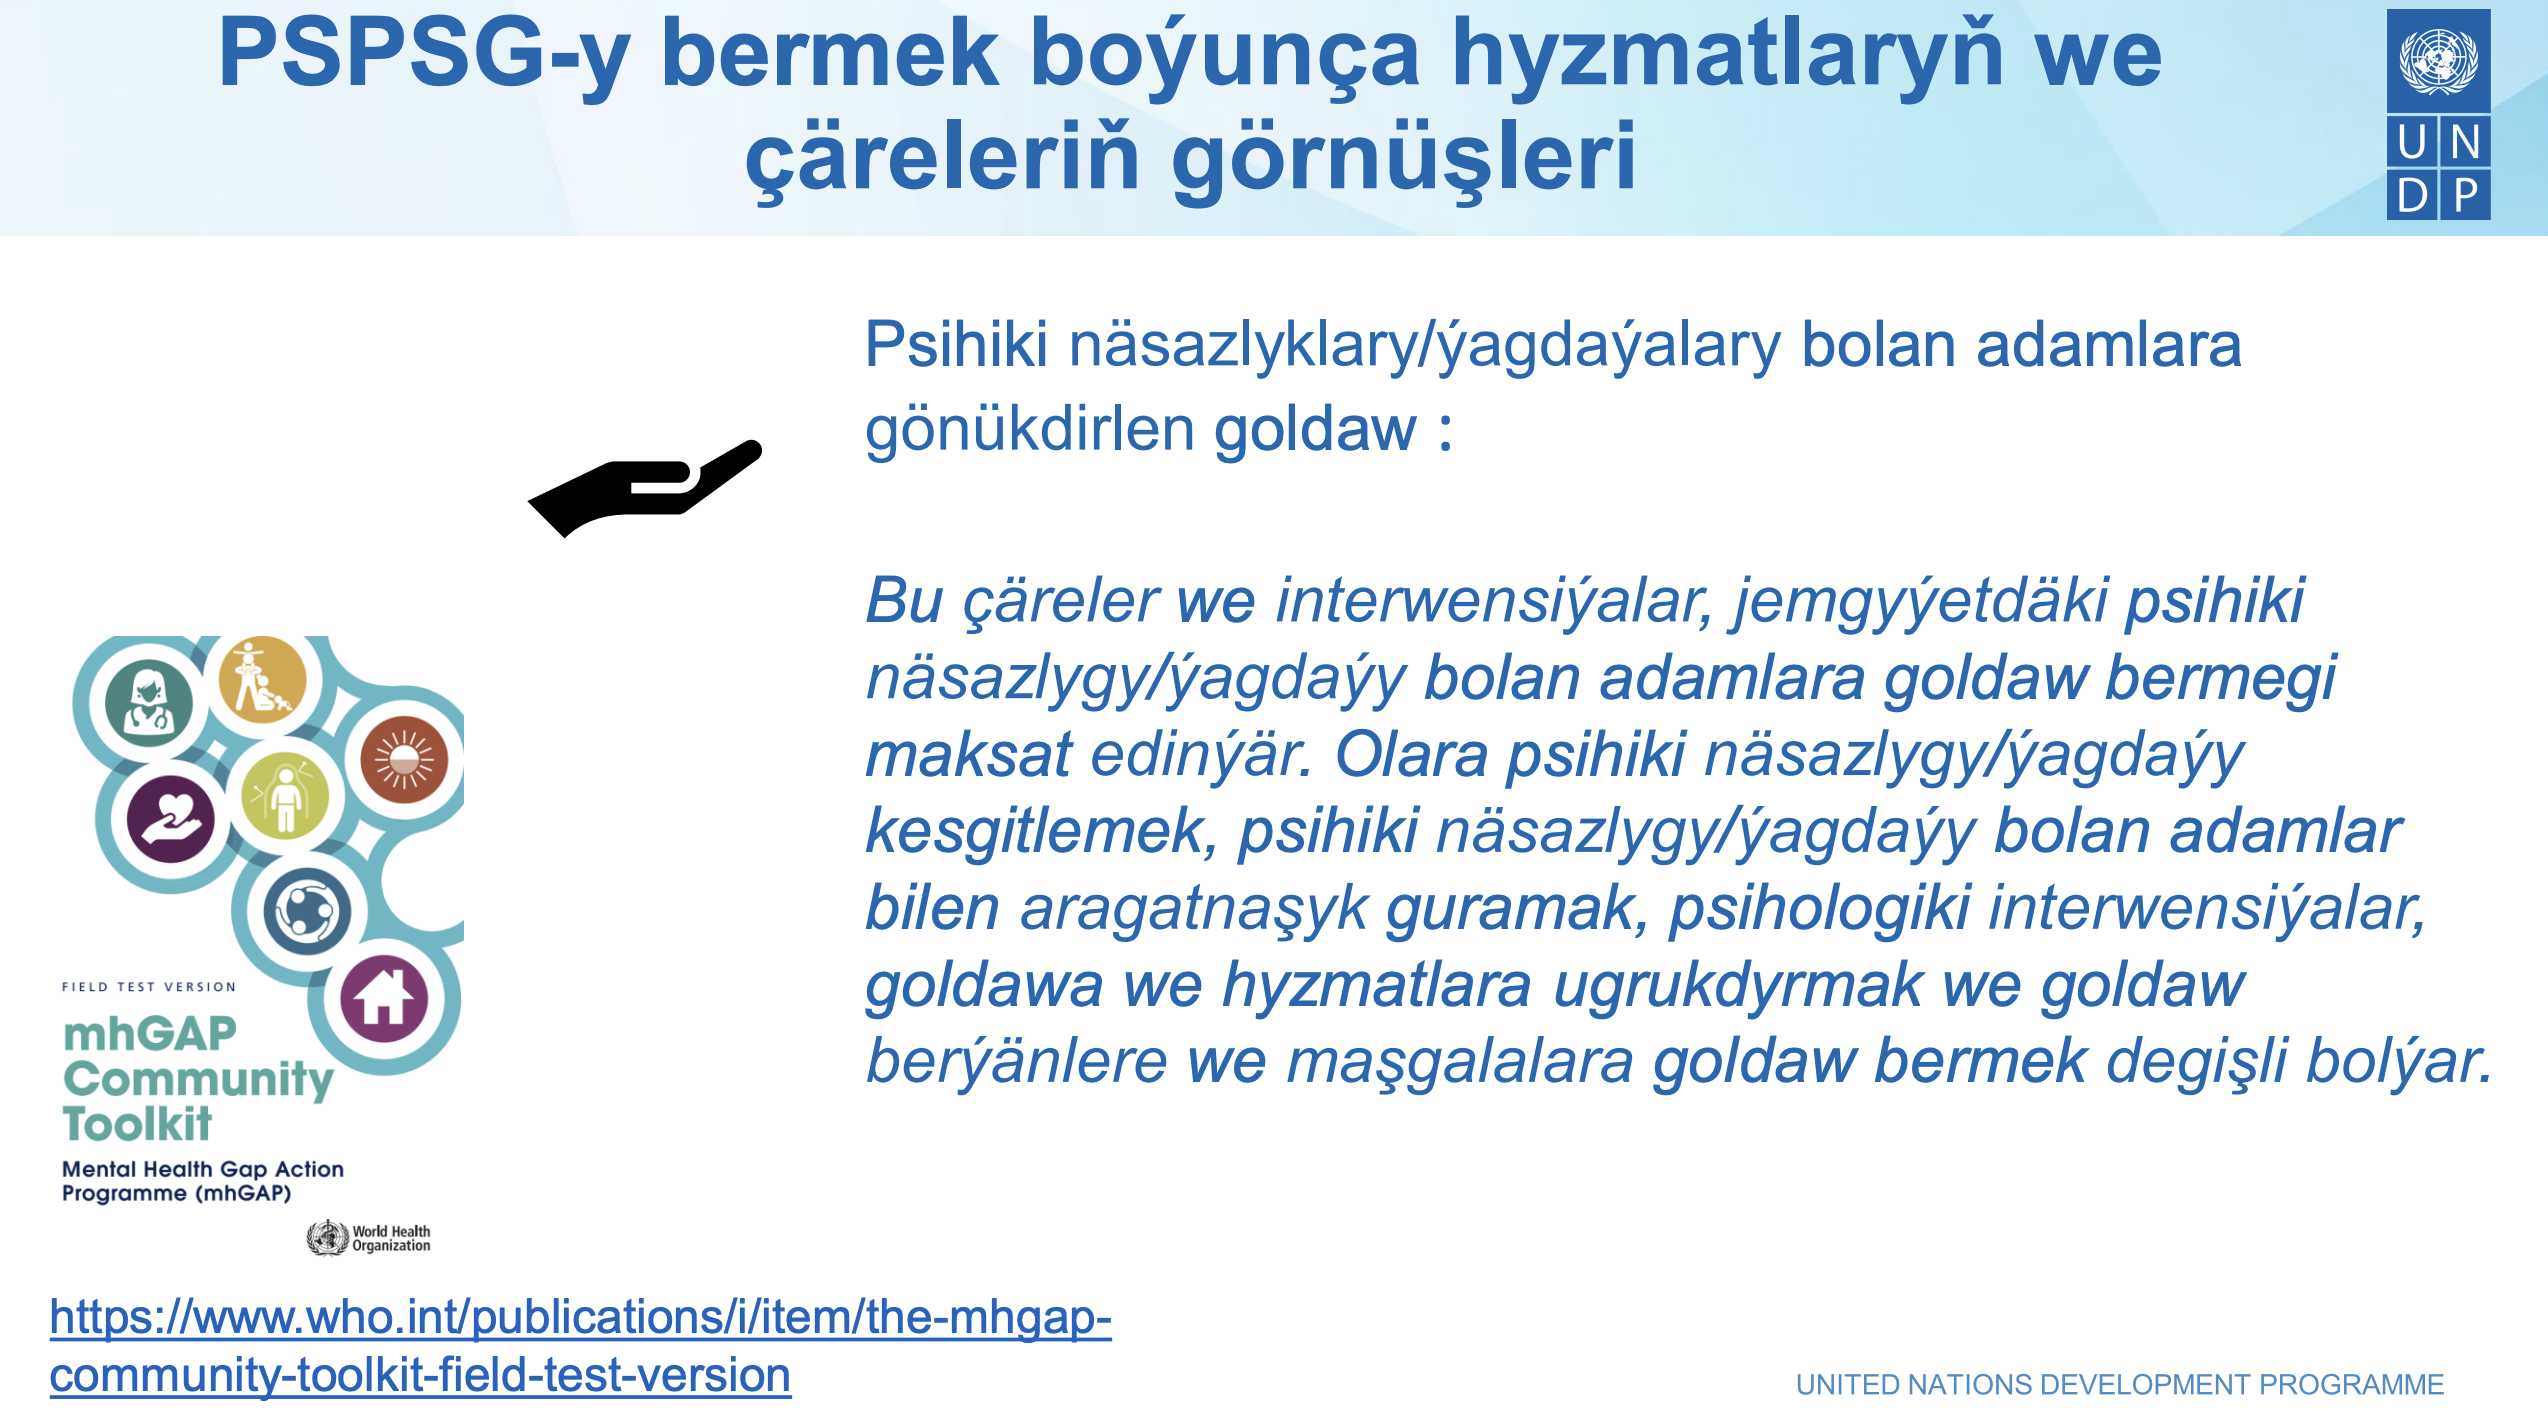 PSPSG-y bermek boýunça hyzmatlaryň we
çäreleriň görnüşleri
U N
D P
Psihiki näsazlyklary/ýagdaýalary bolan adamlara
gönükdirlen goldaw :
Bu çäreler we interwensiýalar, jemgyýetdäki psihiki
näsazlygy/ýagdaýy bolan adamlara goldaw bermegi
maksat edinýär. Olara psihiki näsazlygy/ýagdaýy
kesgitlemek, psihiki näsazlygy/ýagdaýy bolan adamlar
bilen aragatnaşyk guramak, psihologiki interwensiýalar,
goldawa we hyzmatlara ugrukdyrmak we goldaw
berýänlere we maşgalalara goldaw bermek degişli bolýar.
FIELD TEST VERSION
mhGAP
Community
Toolkit
Mental Health Gap Action
Programme (mhGAP)
World Health
Organization
https://www.who.int/publications/i/item/the-mhgap-
community-toolkit-field-test-version
UNITED NATIONS DEVELOPMENT PROGRAMME